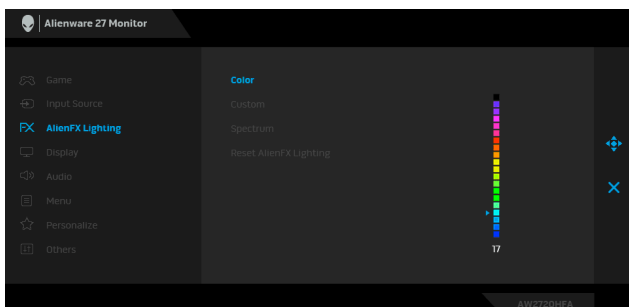 Alienware 27 Monitor
Game
Input Source
FX AlienFX Lighting
Display
Audio
Menu
Personalize
Others
Color
Custom
Spectrum
Reset AlienFX Lighting
17
AW2720HFA